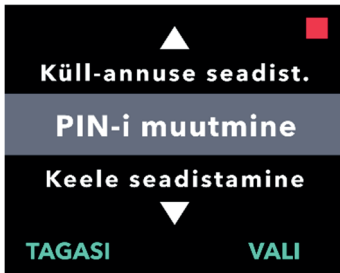 Küll-annuse seadist.
PIN-i muutmine
Keele seadistamine
TAGASI VALI